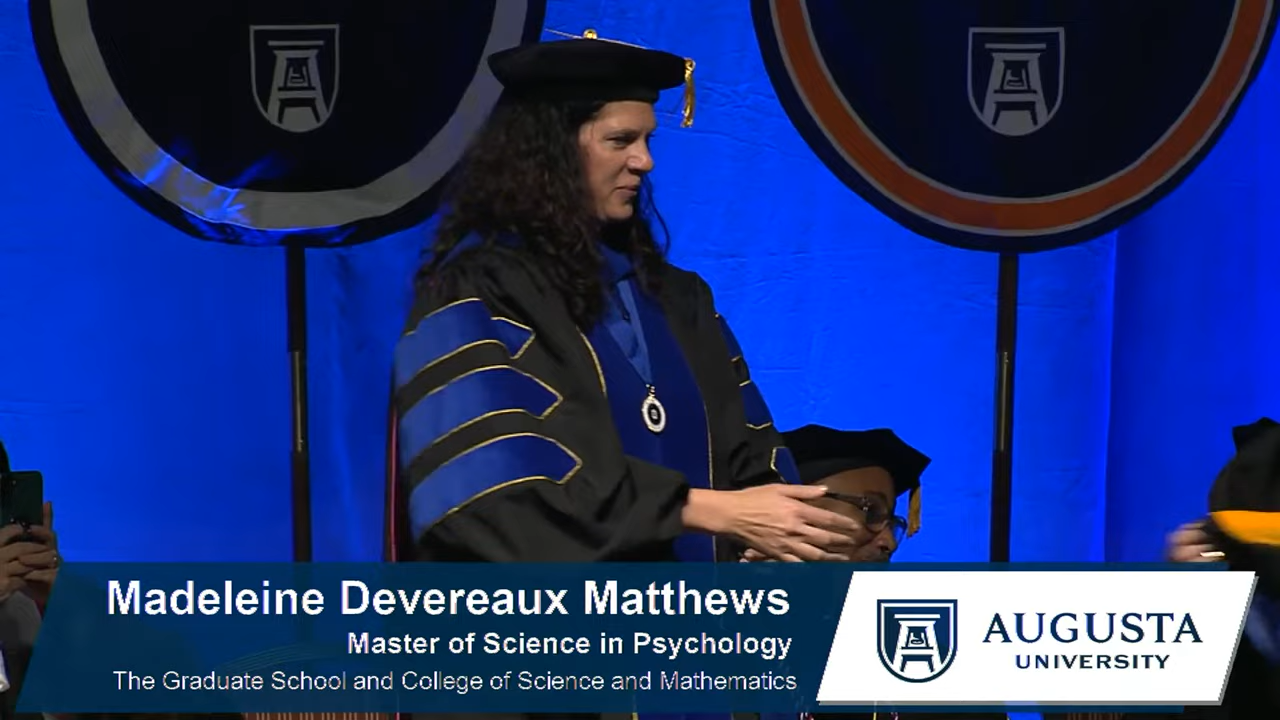 Madeleine Devereaux Matthews
Master of Science in Psychology
The Graduate School and College of Science and Mathematics
AUGUSTA
UNIVERSITY